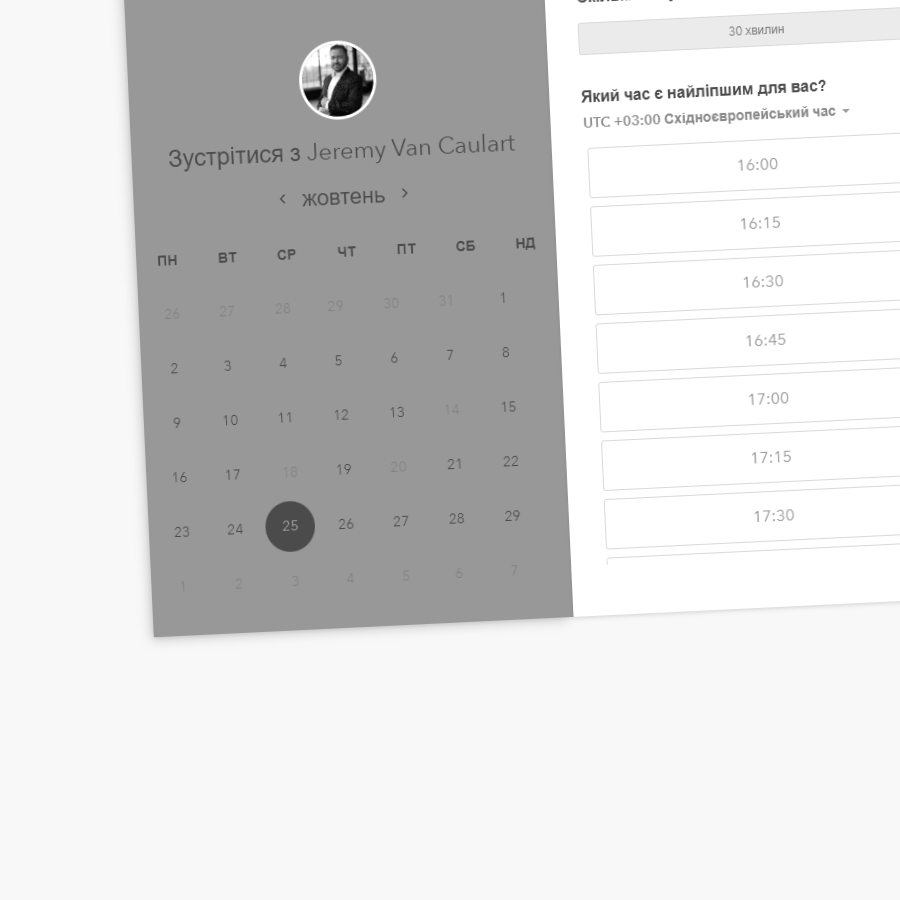 Зустрітися з Jeremy Van Caulart
‹ жовтень ›
ПН ВТ СР ЧТ ПТ СБ НД
26 27 28 29 30 31 1
2 3 4 5 6 7 8
9 10 11 12 13 14 15
16 17 18 19 20 21 22
23 24 25 26 27 28 29
1 2 3 4 5 6 7
30 хвилин
Який час є найліпшим для вас?
UTC +03:00 Східноєвропейський час
16:00
16:15
16:30
16:45
17:00
17:15
17:30